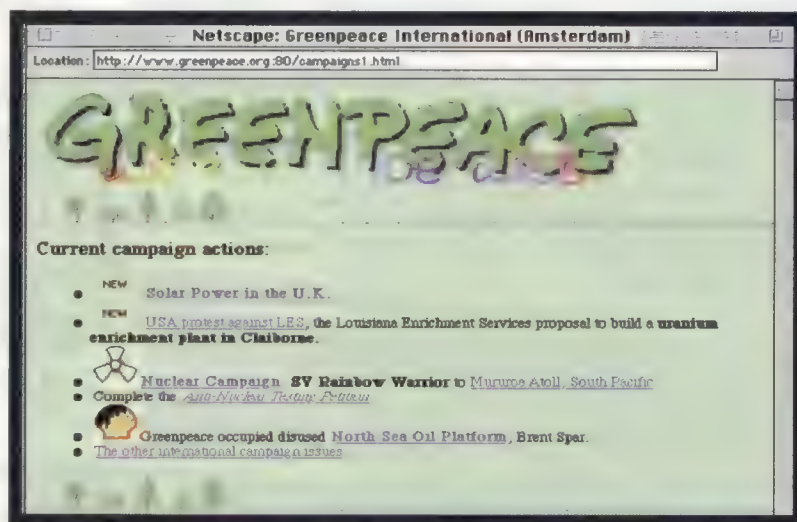 Netscape: Greenpeace International (Amsterdam)
Location: http://www.greenpeace.org:80/campaigns1.html
GREENPEACE
Current campaign actions:
NEW Solar Power in the U.K.
NEW USA protest against LES, the Louisiana Enrichment Services proposal to build a uranium
enrichment plant in Claiborne.
Nuclear Campaign SV Rainbow Warrior to Mururoa Atoll, South Pacific
Complete the Anti-Nuclear Testing Petition
Greenpeace occupied disused North Sea Oil Platform, Brent Spar.
The other international campaign issues